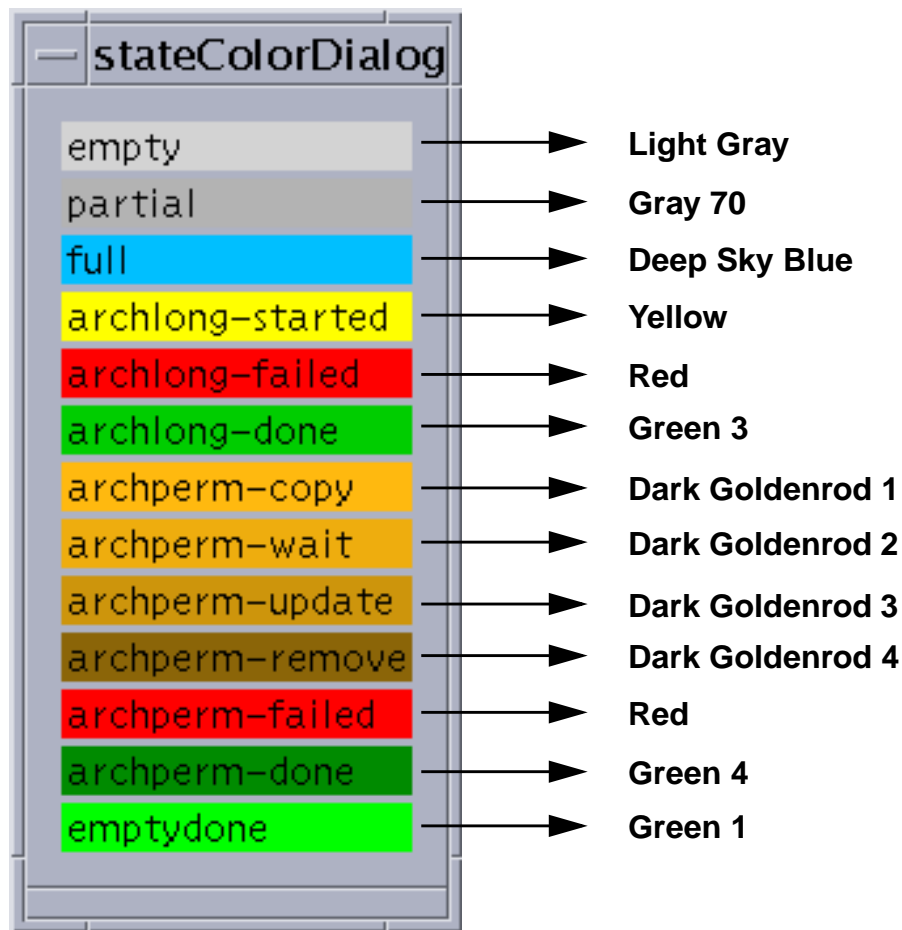 stateColorDialog
empty Light Gray
partial Gray 70
full Deep Sky Blue
archlong-started Yellow
archlong-failed Red
archlong-done Green 3
archperm-copy Dark Goldenrod 1
archperm-wait Dark Goldenrod 2
archperm-update Dark Goldenrod 3
archperm-remove Dark Goldenrod 4
archperm-failed Red
archperm-done Green 4
emptydone Green 1